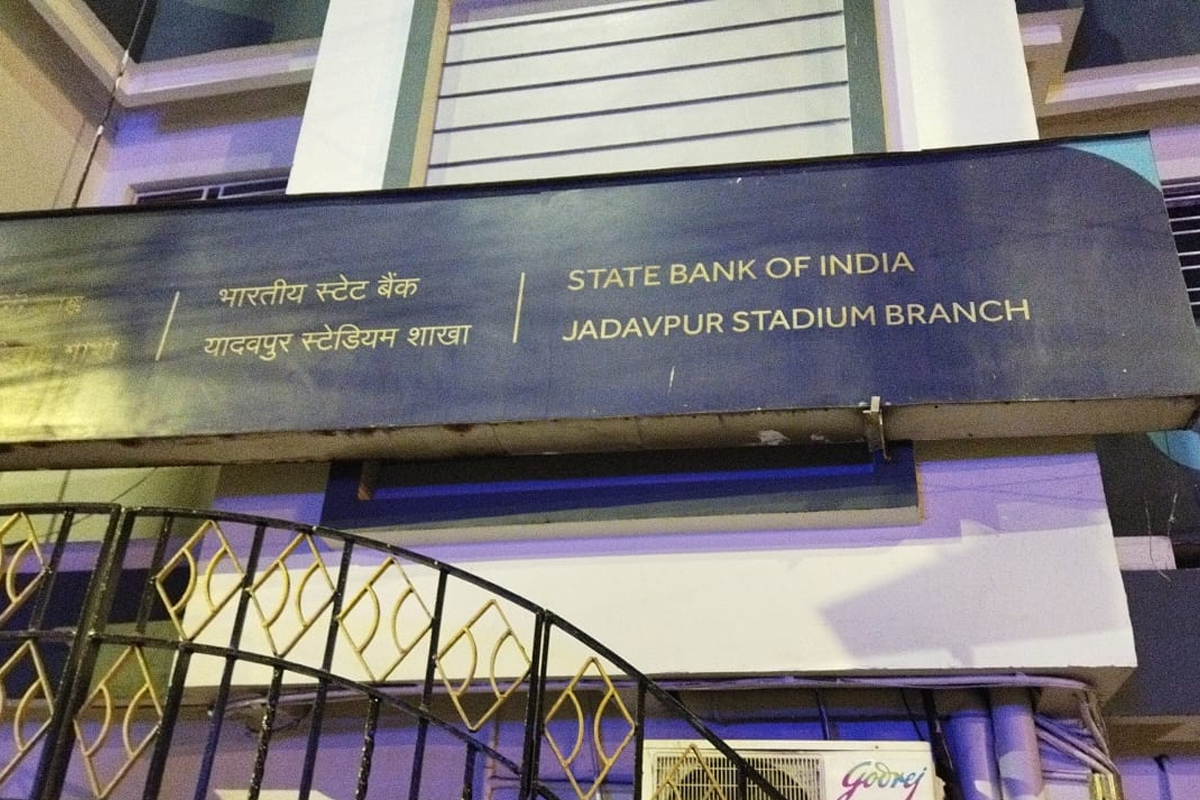 भारतीय स्टेट बैंक
यादवपुर स्टेडियम शाखा
STATE BANK OF INDIA
JADAVPUR STADIUM BRANCH
Godrej